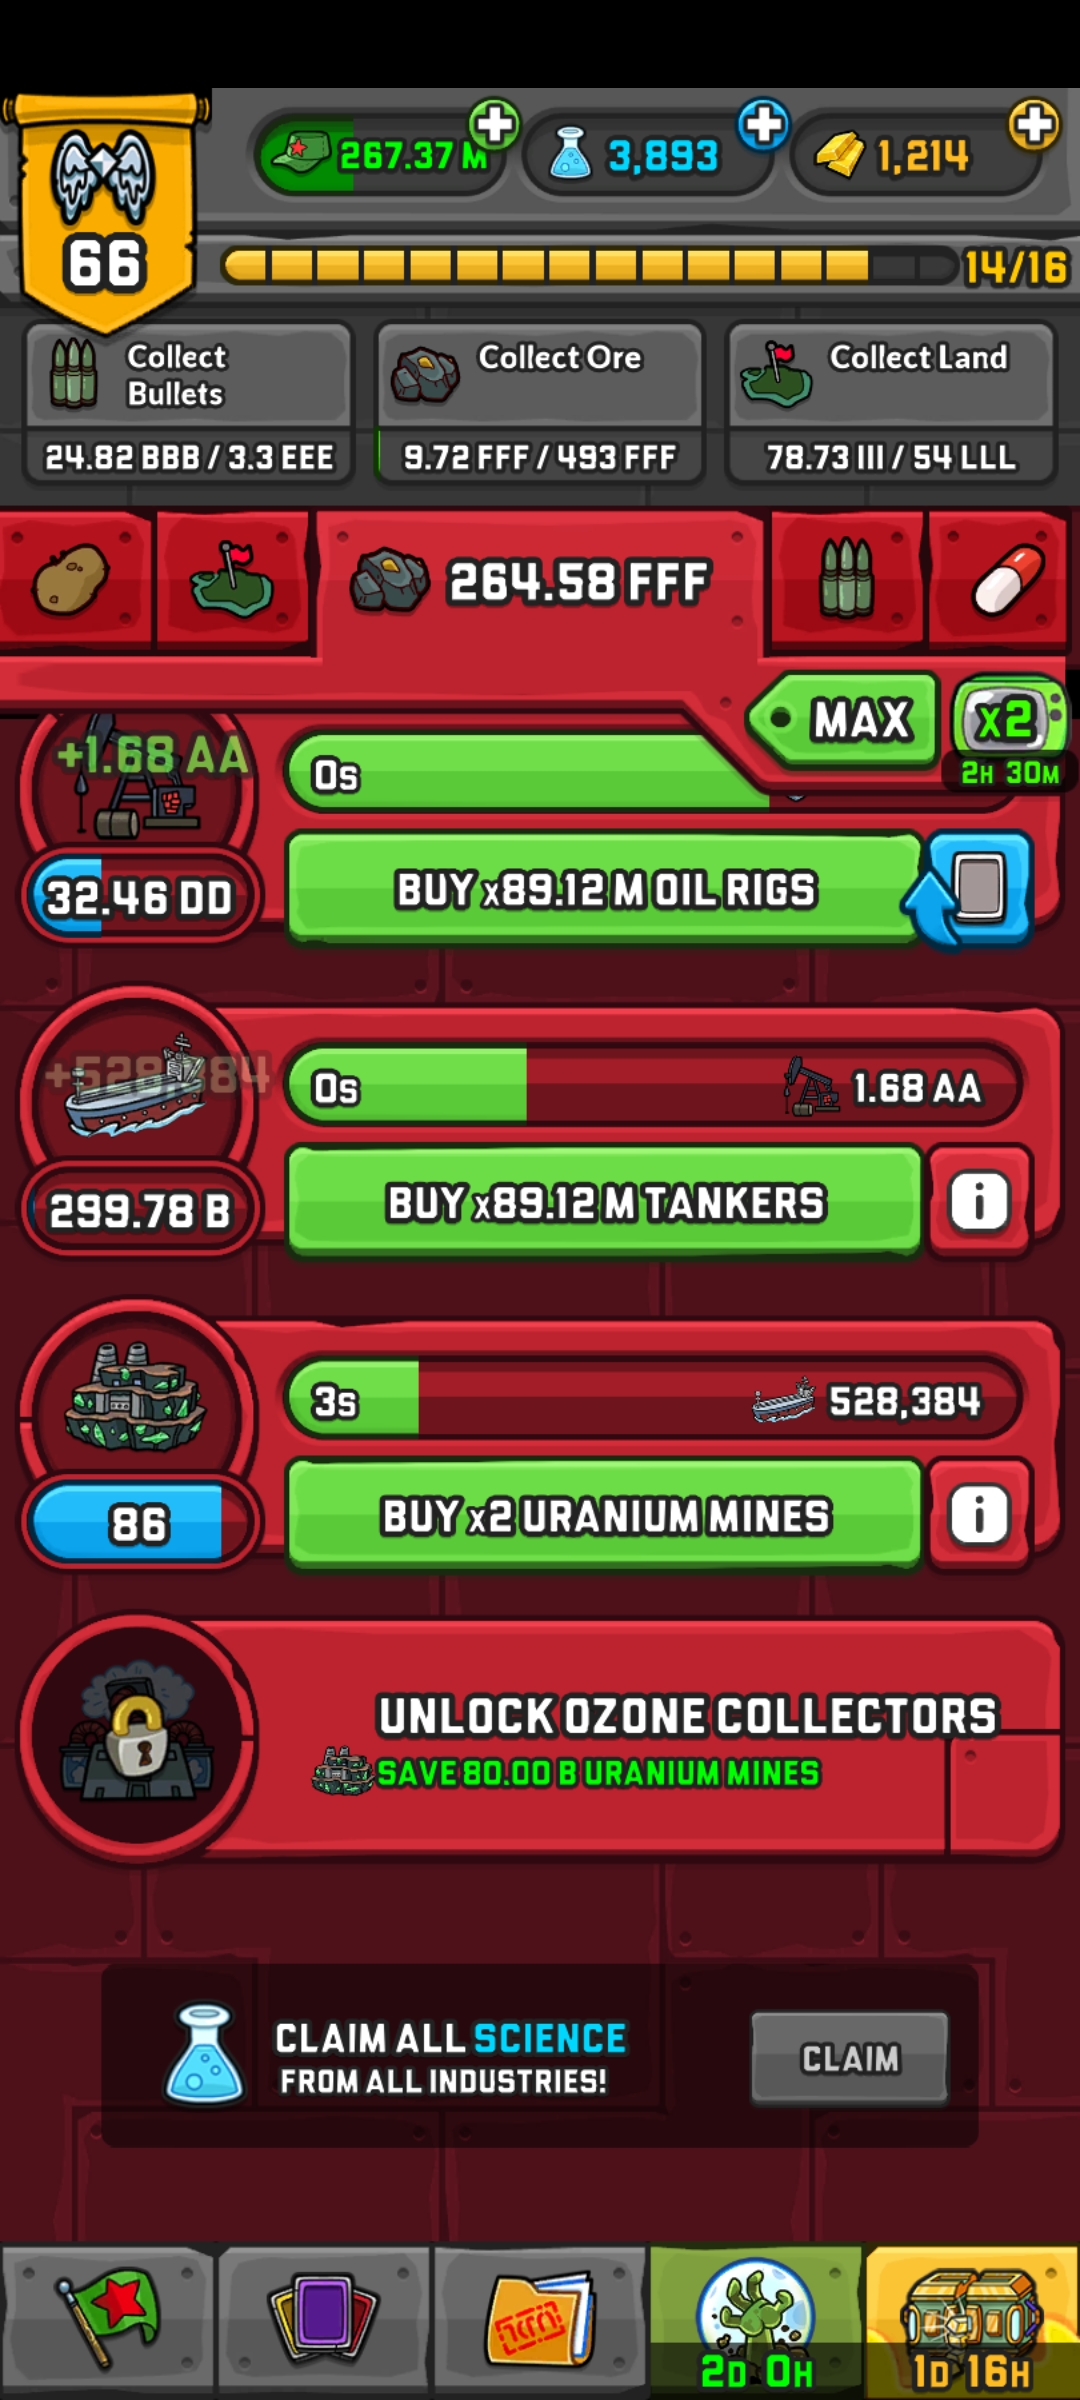 267.37 M
3,893
1,214
66
14/16
Collect
Bullets
Collect Ore
Collect Land
24.82 BBB / 3.3 EEE
9.72 FFF / 493 FFF
78.73 III / 54 LLL
264.58 FFF
MAX
x2
2H 30M
+1.68 AA
0s
32.46 DD
BUY x89.12 M OIL RIGS
+528,384
0s
1.68 AA
299.78 B
BUY x89.12 M TANKERS
i
3s
528,384
86
BUY x2 URANIUM MINES
i
UNLOCK OZONE COLLECTORS
SAVE 80.00 B URANIUM MINES
CLAIM ALL SCIENCE
FROM ALL INDUSTRIES!
CLAIM
2D 0H
1D 16H